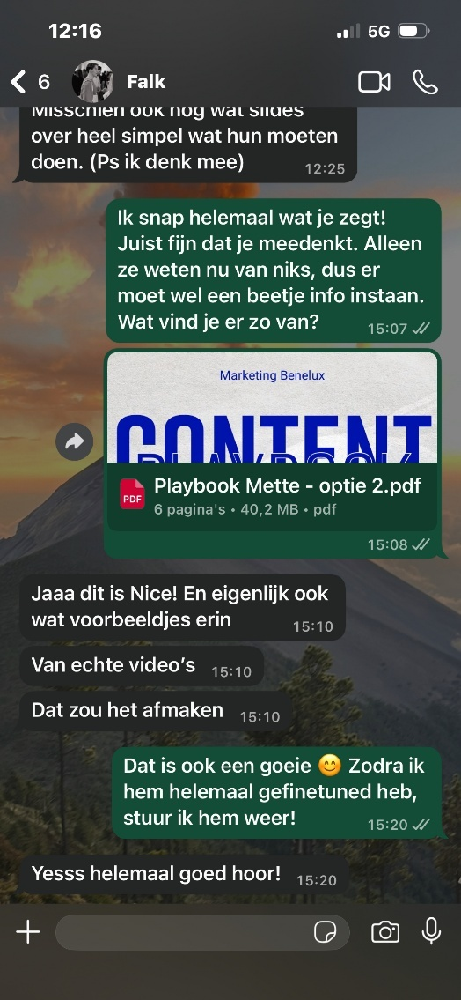 12:16
5G
6
Falk
Misschien ook nog wat slides
over heel simpel wat hun moeten
doen. (Ps ik denk mee)
12:25
Ik snap helemaal wat je zegt!
Juist fijn dat je meedenkt. Alleen
ze weten nu van niks, dus er
moet wel een beetje info instaan.
Wat vind je er zo van?
15:07
Marketing Benelux
CONTENT
PLAYBOOK
PDF
Playbook Mette - optie 2.pdf
6 pagina's • 40,2 MB • pdf
15:08
Jaaa dit is Nice! En eigenlijk ook
wat voorbeeldjes erin
15:10
Van echte video’s
15:10
Dat zou het afmaken
15:10
Dat is ook een goeie 😊 Zodra ik
hem helemaal gefinetuned heb,
stuur ik hem weer!
15:20
Yesss helemaal goed hoor!
15:20